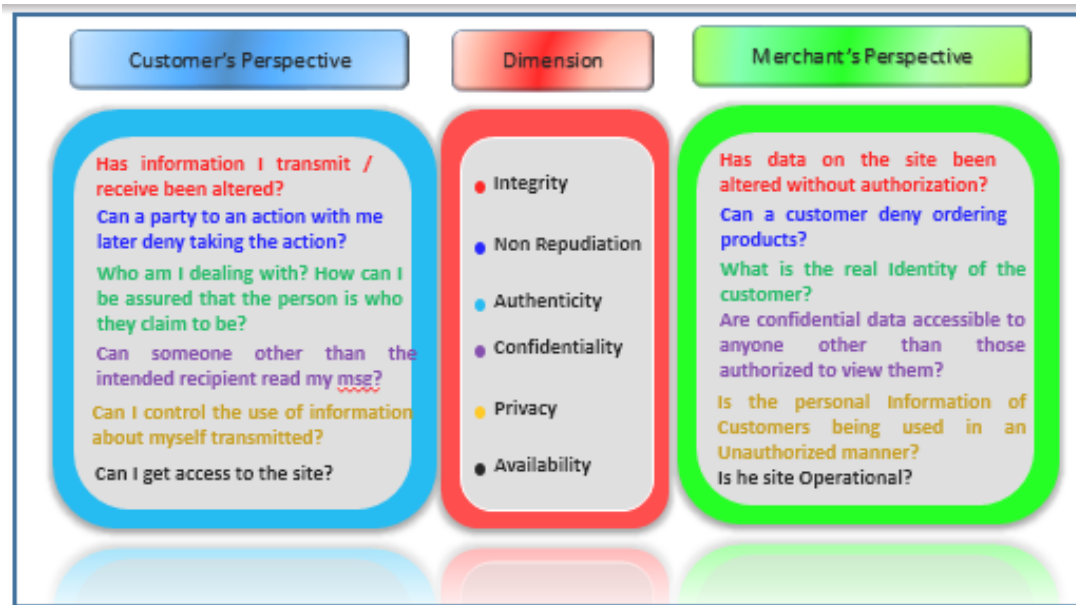 Customer's Perspective
Dimension
Merchant's Perspective
Has information I transmit /
receive been altered?
Can a party to an action with me
later deny taking the action?
Who am I dealing with? How can I
be assured that the person is who
they claim to be?
Can someone other than the
intended recipient read my msg?
Can I control the use of information
about myself transmitted?
Can I get access to the site?
Integrity
Non Repudiation
Authenticity
Confidentiality
Privacy
Availability
Has data on the site been
altered without authorization?
Can a customer deny ordering
products?
What is the real Identity of the
customer?
Are confidential data accessible to
anyone other than those
authorized to view them?
Is the personal Information of
Customers being used in an
Unauthorized manner?
Is he site Operational?